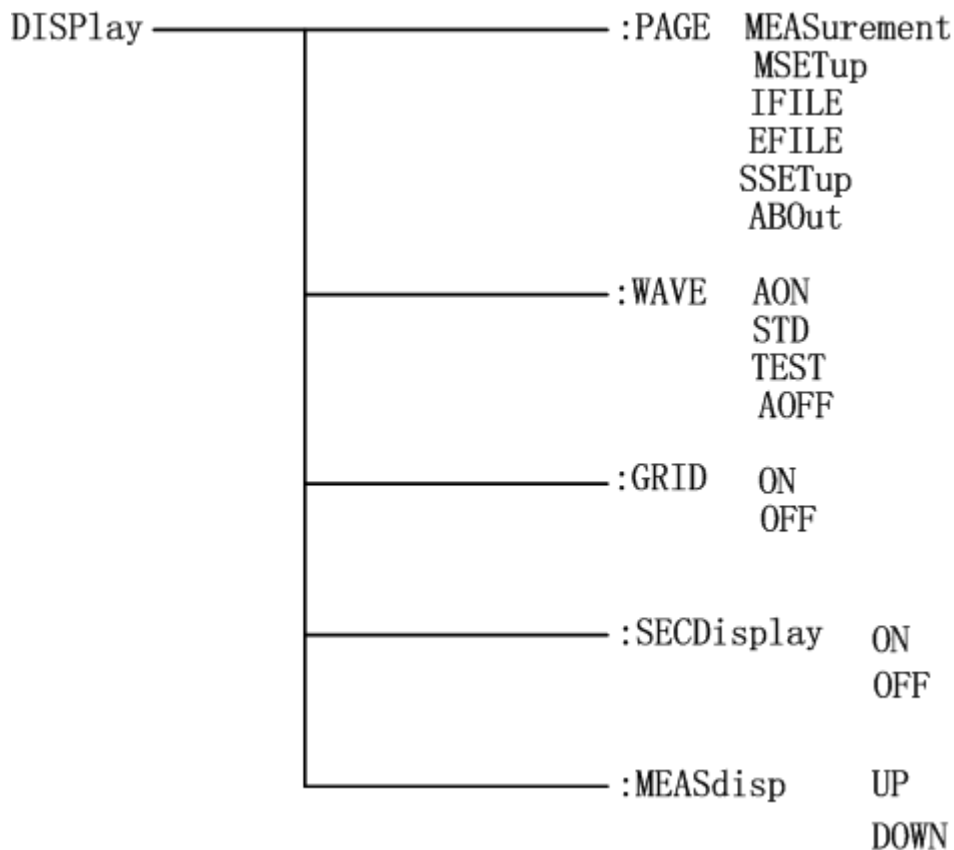 DISPlay :PAGE MEASurement
MSETup
IFILE
EFILE
SSETup
ABOut
:WAVE AON
STD
TEST
AOFF
:GRID ON
OFF
:SECDisplay ON
OFF
:MEASdisp UP
DOWN